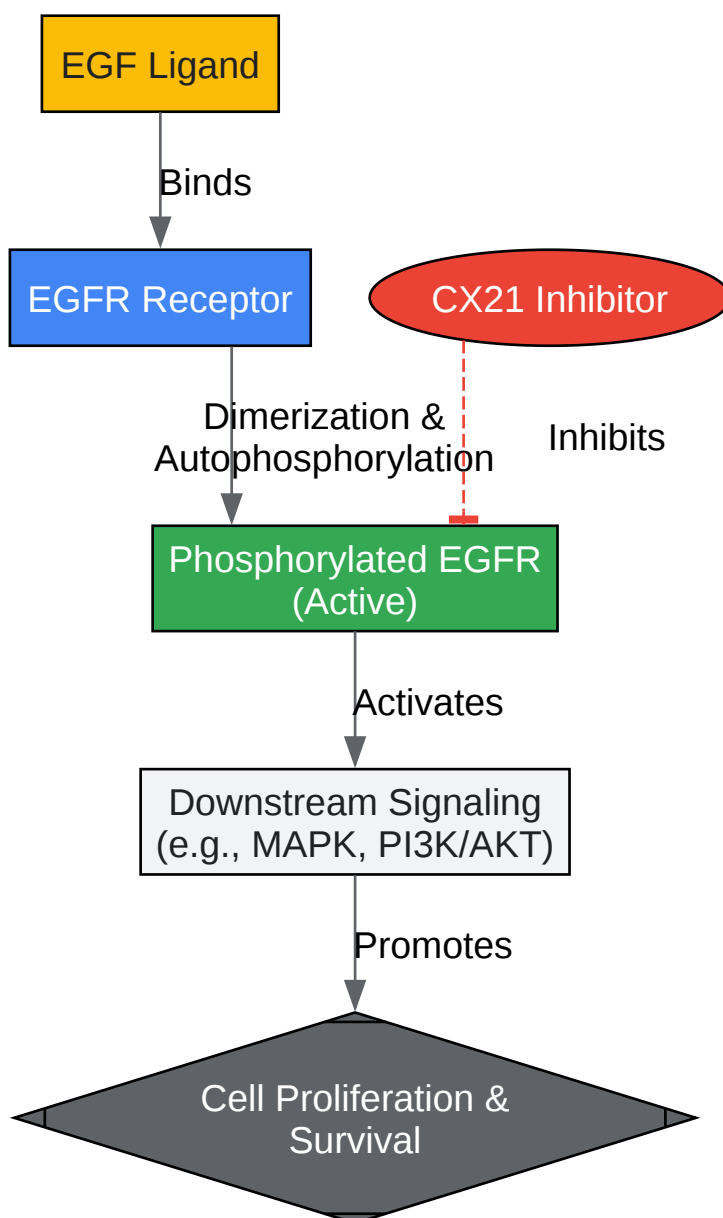 EGF Ligand
Binds
EGFR Receptor
CX21 Inhibitor
Dimerization &
Autophosphorylation
Inhibits
Phosphorylated EGFR
(Active)
Activates
Downstream Signaling
(e.g., MAPK, PI3K/AKT)
Promotes
Cell Proliferation &
Survival